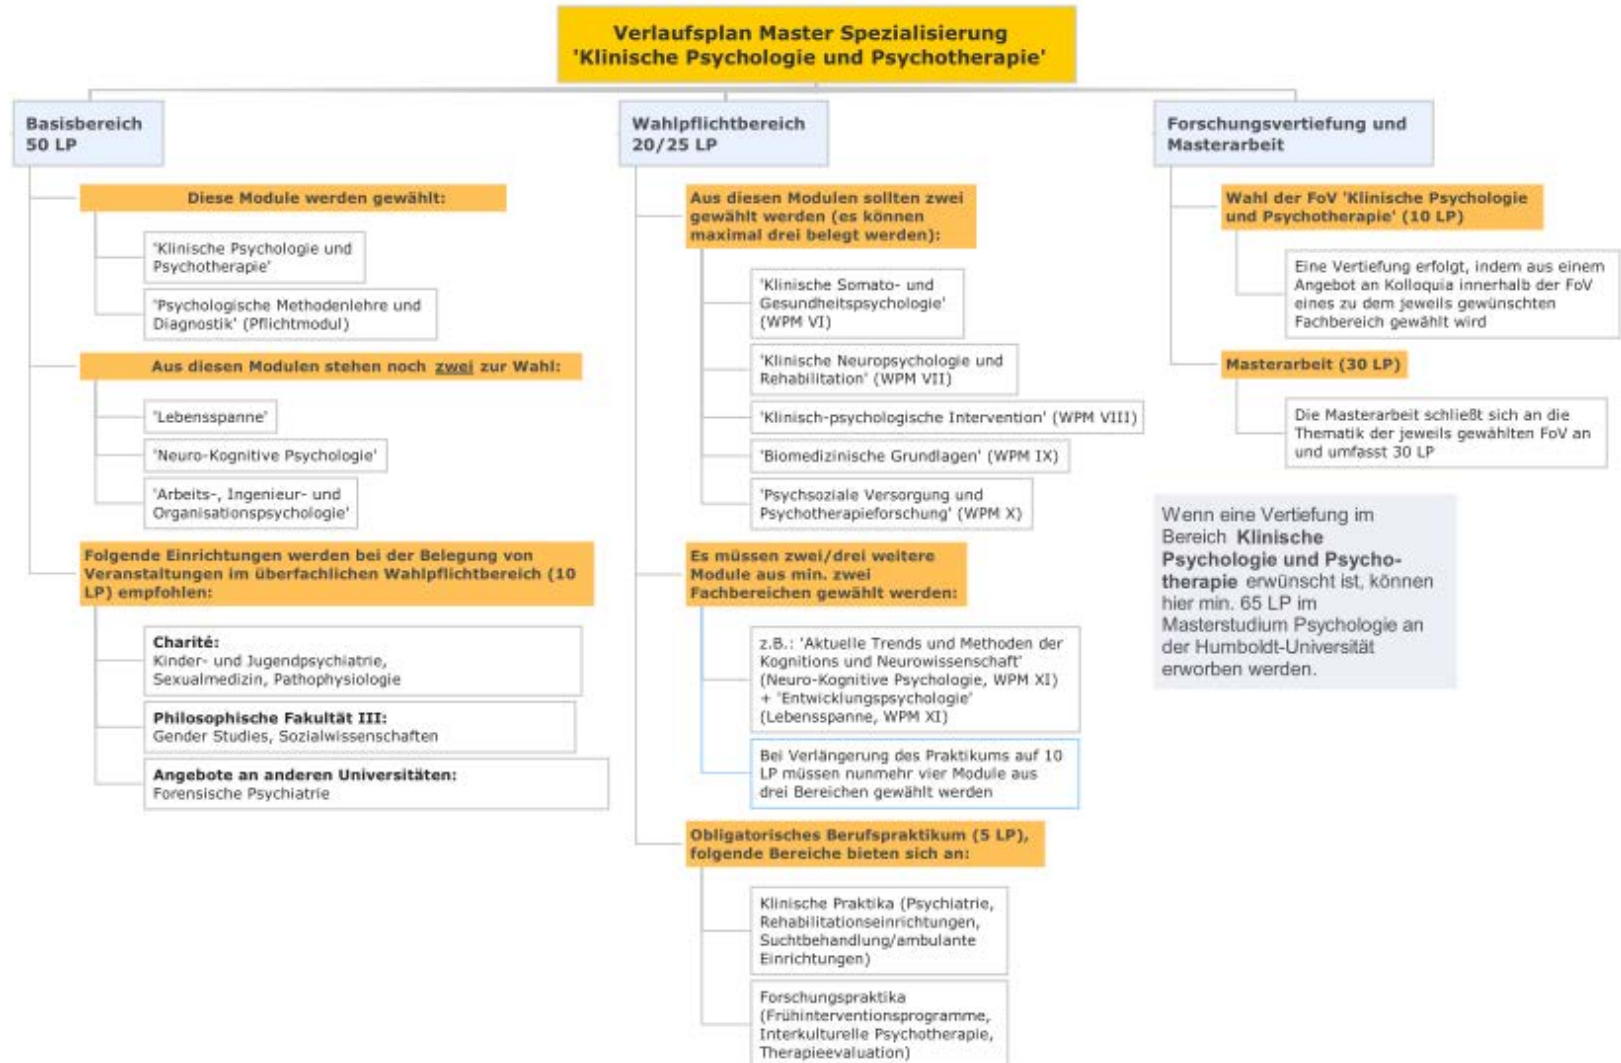 Verlaufsplan Master Spezialisierung
'Klinische Psychologie und Psychotherapie'
Basisbereich
50 LP
Diese Module werden gewählt:
'Klinische Psychologie und
Psychotherapie'
'Psychologische Methodenlehre und
Diagnostik' (Pflichtmodul)
Aus diesen Modulen stehen noch zwei zur Wahl:
'Lebensspanne'
'Neuro-Kognitive Psychologie'
'Arbeits-, Ingenieur- und
Organisationspsychologie'
Folgende Einrichtungen werden bei der Belegung von
Veranstaltungen im überfachlichen Wahlpflichtbereich (10
LP) empfohlen:
Charité:
Kinder- und Jugendpsychiatrie,
Sexualmedizin, Pathophysiologie
Philosophische Fakultät III:
Gender Studies, Sozialwissenschaften
Angebote an anderen Universitäten:
Forensische Psychiatrie
Wahlpflichtbereich
20/25 LP
Aus diesen Modulen sollten zwei
gewählt werden (es können
maximal drei belegt werden):
'Klinische Somato- und
Gesundheitspsychologie'
(WPM VI)
'Klinische Neuropsychologie und
Rehabilitation' (WPM VII)
'Klinisch-psychologische Intervention' (WPM VIII)
'Biomedizinische Grundlagen' (WPM IX)
'Psychsoziale Versorgung und
Psychotherapieforschung' (WPM X)
Es müssen zwei/drei weitere
Module aus min. zwei
Fachbereichen gewählt werden:
z.B.: 'Aktuelle Trends und Methoden der
Kognitions und Neurowissenschaft'
(Neuro-Kognitive Psychologie, WPM XI)
+ 'Entwicklungspsychologie'
(Lebensspanne, WPM XI)
Bei Verlängerung des Praktikums auf 10
LP müssen nunmehr vier Module aus
drei Bereichen gewählt werden
Obligatorisches Berufspraktikum (5 LP),
folgende Bereiche bieten sich an:
Klinische Praktika (Psychiatrie,
Rehabilitationseinrichtungen,
Suchtbehandlung/ambulante
Einrichtungen)
Forschungspraktika
(Frühinterventionsprogramme,
Interkulturelle Psychotherapie,
Therapieevaluation)
Forschungsvertiefung und
Masterarbeit
Wahl der FoV 'Klinische Psychologie
und Psychotherapie' (10 LP)
Eine Vertiefung erfolgt, indem aus einem
Angebot an Kolloquia innerhalb der FoV
eines zu dem jeweils gewünschten
Fachbereich gewählt wird
Masterarbeit (30 LP)
Die Masterarbeit schließt sich an die
Thematik der jeweils gewählten FoV an
und umfasst 30 LP
Wenn eine Vertiefung im
Bereich Klinische
Psychologie und Psycho-
therapie erwünscht ist, können
hier min. 65 LP im
Masterstudium Psychologie an
der Humboldt-Universität
erworben werden.